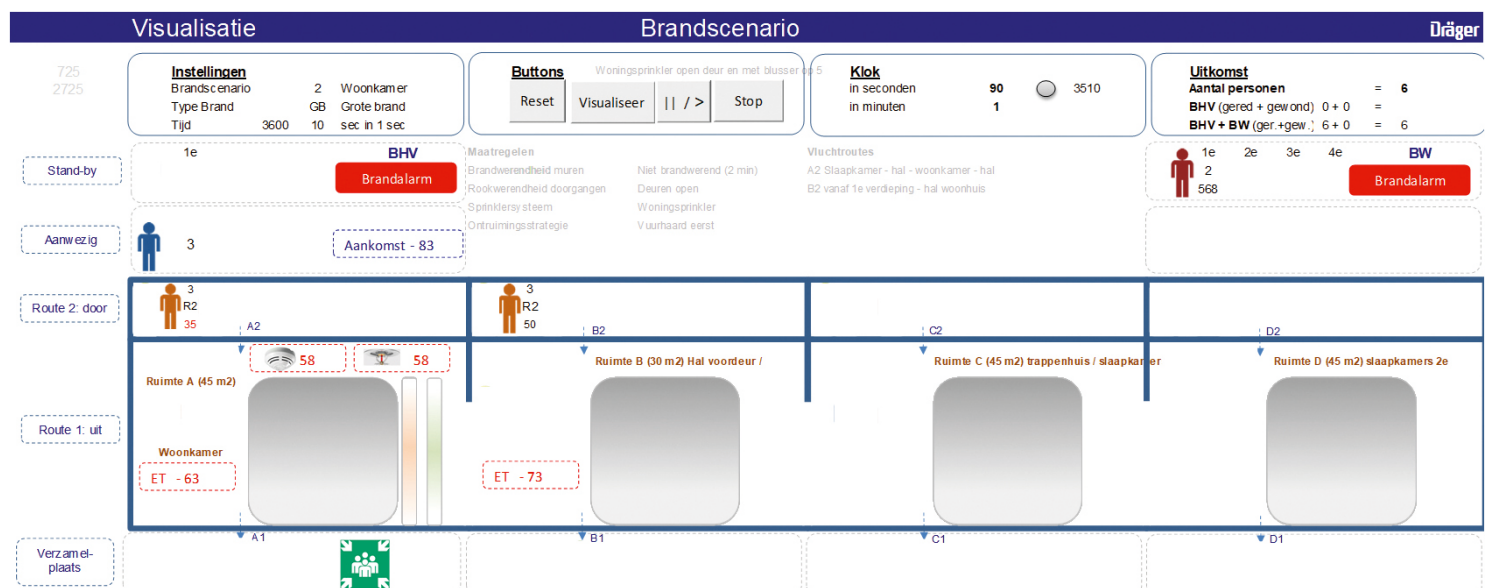 Visualisatie
Brandscenario
Dräger
725
2725
Instellingen
Brandscenario 2 Woonkamer
Type Brand GB Grote brand
Tijd 3600 10 sec in 1 sec
Buttons
Woningsprinkler open deur en met blusser op 5
Reset
Visualiseer
|| / >
Stop
Klok
in seconden 90 3510
in minuten 1
Uitkomst
Aantal personen = 6
BHV (gered + gewond) 0 + 0 =
BHV + BW (ger.+gew.) 6 + 0 = 6
Stand-by
1e BHV
Brandalarm
Maatregelen
Brandwerendheid muren Niet brandwerend (2 min)
Rookwerendheid doorgangen Deuren open
Sprinklersysteem Woningsprinkler
Ontruimingsstrategie Vuurhaard eerst
Vluchtroutes
A2 Slaapkamer - hal - woonkamer - hal
B2 vanaf 1e verdieping - hal woonhuis
1e 2e 3e 4e BW
2
568
Brandalarm
Aanwezig
3
Aankomst - 83
Route 2: door
3
R2
35
A2
3
R2
50
B2
C2
D2
58
58
Ruimte A (45 m2)
Ruimte B (30 m2) Hal voordeur /
Ruimte C (45 m2) trappenhuis / slaapkamer
Ruimte D (45 m2) slaapkamers 2e
Route 1: uit
Woonkamer
ET - 63
ET - 73
A1
B1
C1
D1
Verzamel-
plaats